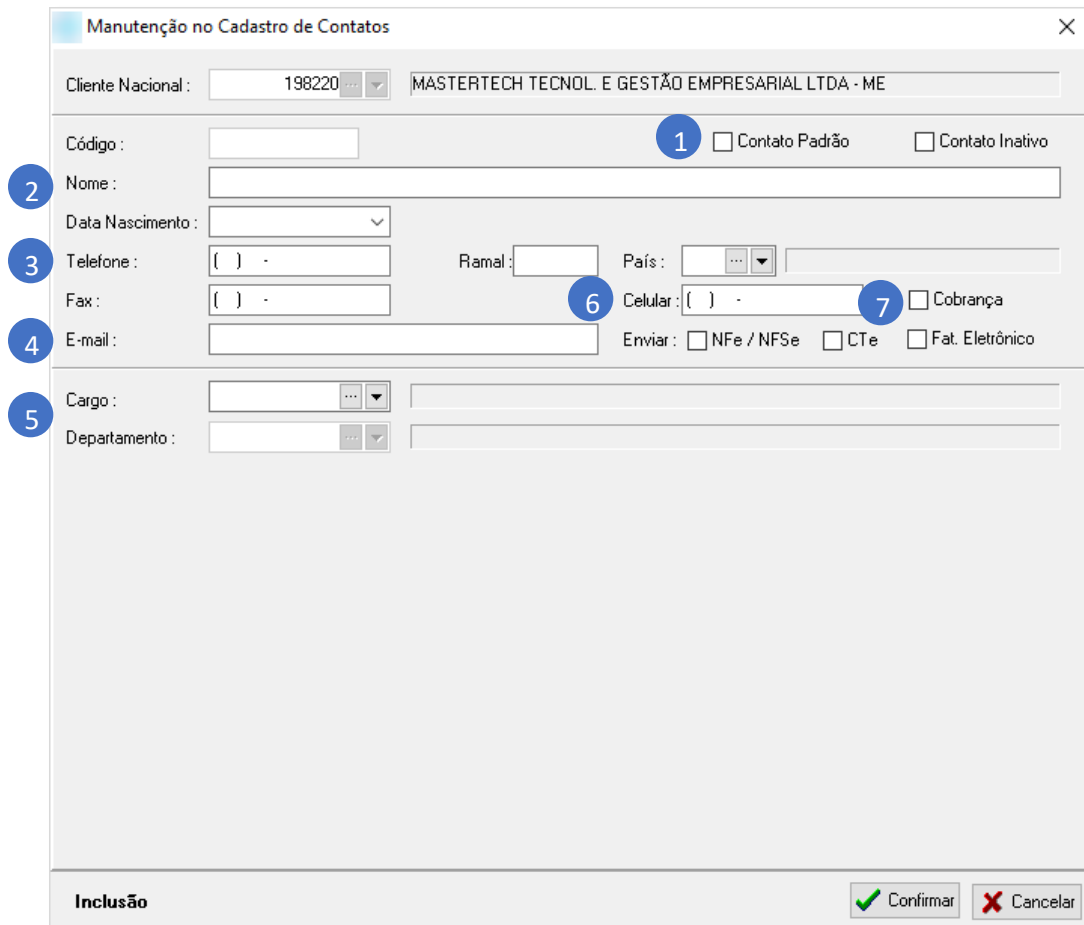 Manutenção no Cadastro de Contatos
Cliente Nacional : 198220 ... MASTERTECH TECNOL. E GESTÃO EMPRESARIAL LTDA - ME
Código : 1 Contato Padrão Contato Inativo
2 Nome :
Data Nascimento :
3 Telefone : ( ) - Ramal : País : ...
Fax : ( ) - 6 Celular : ( ) - 7 Cobrança
4 E-mail : Enviar : NFe / NFSe CTe Fat. Eletrônico
5 Cargo : ...
Departamento : ...
Inclusão Confirmar Cancelar